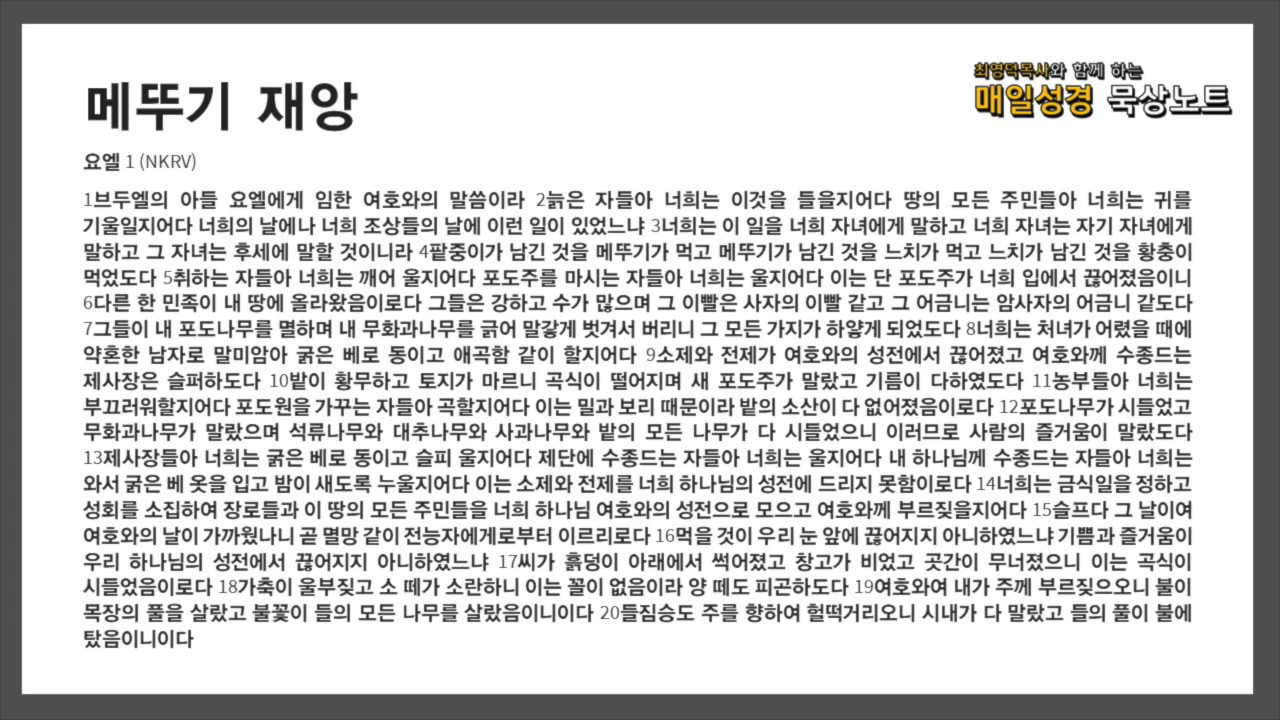 최영덕목사와 함께 하는
매일성경 묵상노트
메뚜기 재앙
요엘 1 (NKRV)
1브두엘의 아들 요엘에게 임한 여호와의 말씀이라 2늙은 자들아 너희는 이것을 들을지어다 땅의 모든 주민들아 너희는 귀를
기울일지어다 너희의 날에나 너희 조상들의 날에 이런 일이 있었느냐 3너희는 이 일을 너희 자녀에게 말하고 너희 자녀는 자기 자녀에게
말하고 그 자녀는 후세에 말할 것이니라 4팥중이가 남긴 것을 메뚜기가 먹고 메뚜기가 남긴 것을 느치가 먹고 느치가 남긴 것을 황충이
먹었도다 5취하는 자들아 너희는 깨어 울지어다 포도주를 마시는 자들아 너희는 울지어다 이는 단 포도주가 너희 입에서 끊어졌음이니
6다른 한 민족이 내 땅에 올라왔음이로다 그들은 강하고 수가 많으며 그 이빨은 사자의 이빨 같고 그 어금니는 암사자의 어금니 같도다
7그들이 내 포도나무를 멸하며 내 무화과나무를 긁어 말갛게 벗겨서 버리니 그 모든 가지가 하얗게 되었도다 8너희는 처녀가 어렸을 때에
약혼한 남자로 말미암아 굵은 베로 동이고 애곡함 같이 할지어다 9소제와 전제가 여호와의 성전에서 끊어졌고 여호와께 수종드는
제사장은 슬퍼하도다 10밭이 황무하고 토지가 마르니 곡식이 떨어지며 새 포도주가 말랐고 기름이 다하였도다 11농부들아 너희는
부끄러워할지어다 포도원을 가꾸는 자들아 곡할지어다 이는 밀과 보리 때문이라 밭의 소산이 다 없어졌음이로다 12포도나무가 시들었고
무화과나무가 말랐으며 석류나무와 대추나무와 사과나무와 밭의 모든 나무가 다 시들었으니 이러므로 사람의 즐거움이 말랐도다
13제사장들아 너희는 굵은 베로 동이고 슬피 울지어다 제단에 수종드는 자들아 너희는 울지어다 내 하나님께 수종드는 자들아 너희는
와서 굵은 베 옷을 입고 밤이 새도록 누울지어다 이는 소제와 전제를 너희 하나님의 성전에 드리지 못함이로다 14너희는 금식일을 정하고
성회를 소집하여 장로들과 이 땅의 모든 주민들을 너희 하나님 여호와의 성전으로 모으고 여호와께 부르짖을지어다 15슬프다 그 날이여
여호와의 날이 가까웠나니 곧 멸망 같이 전능자에게로부터 이르리로다 16먹을 것이 우리 눈 앞에 끊어지지 아니하였느냐 기쁨과 즐거움이
우리 하나님의 성전에서 끊어지지 아니하였느냐 17씨가 흙덩이 아래에서 썩어졌고 창고가 비었고 곳간이 무너졌으니 이는 곡식이
시들었음이로다 18가축이 울부짖고 소 떼가 소란하니 이는 꼴이 없음이라 양 떼도 피곤하도다 19여호와여 내가 주께 부르짖으오니 불이
목장의 풀을 살랐고 불꽃이 들의 모든 나무를 살랐음이니이다 20들짐승도 주를 향하여 헐떡거리오니 시내가 다 말랐고 들의 풀이 불에
탔음이니이다